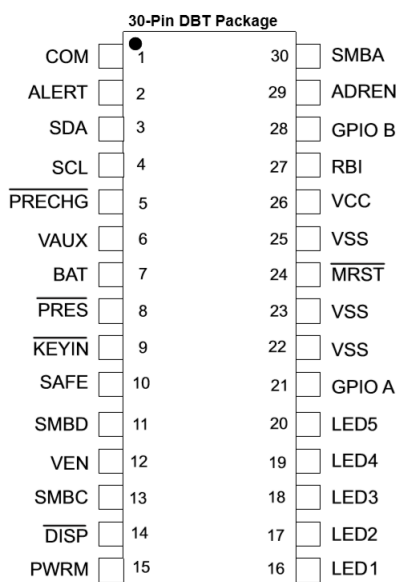 30-Pin DBT Package
COM 1 30 SMBA
ALERT 2 29 ADREN
SDA 3 28 GPIO B
SCL 4 27 RBI
PRECHG 5 26 VCC
VAUX 6 25 VSS
BAT 7 24 MRST
PRES 8 23 VSS
KEYIN 9 22 VSS
SAFE 10 21 GPIO A
SMBD 11 20 LED5
VEN 12 19 LED4
SMBC 13 18 LED3
DISP 14 17 LED2
PWRM 15 16 LED1